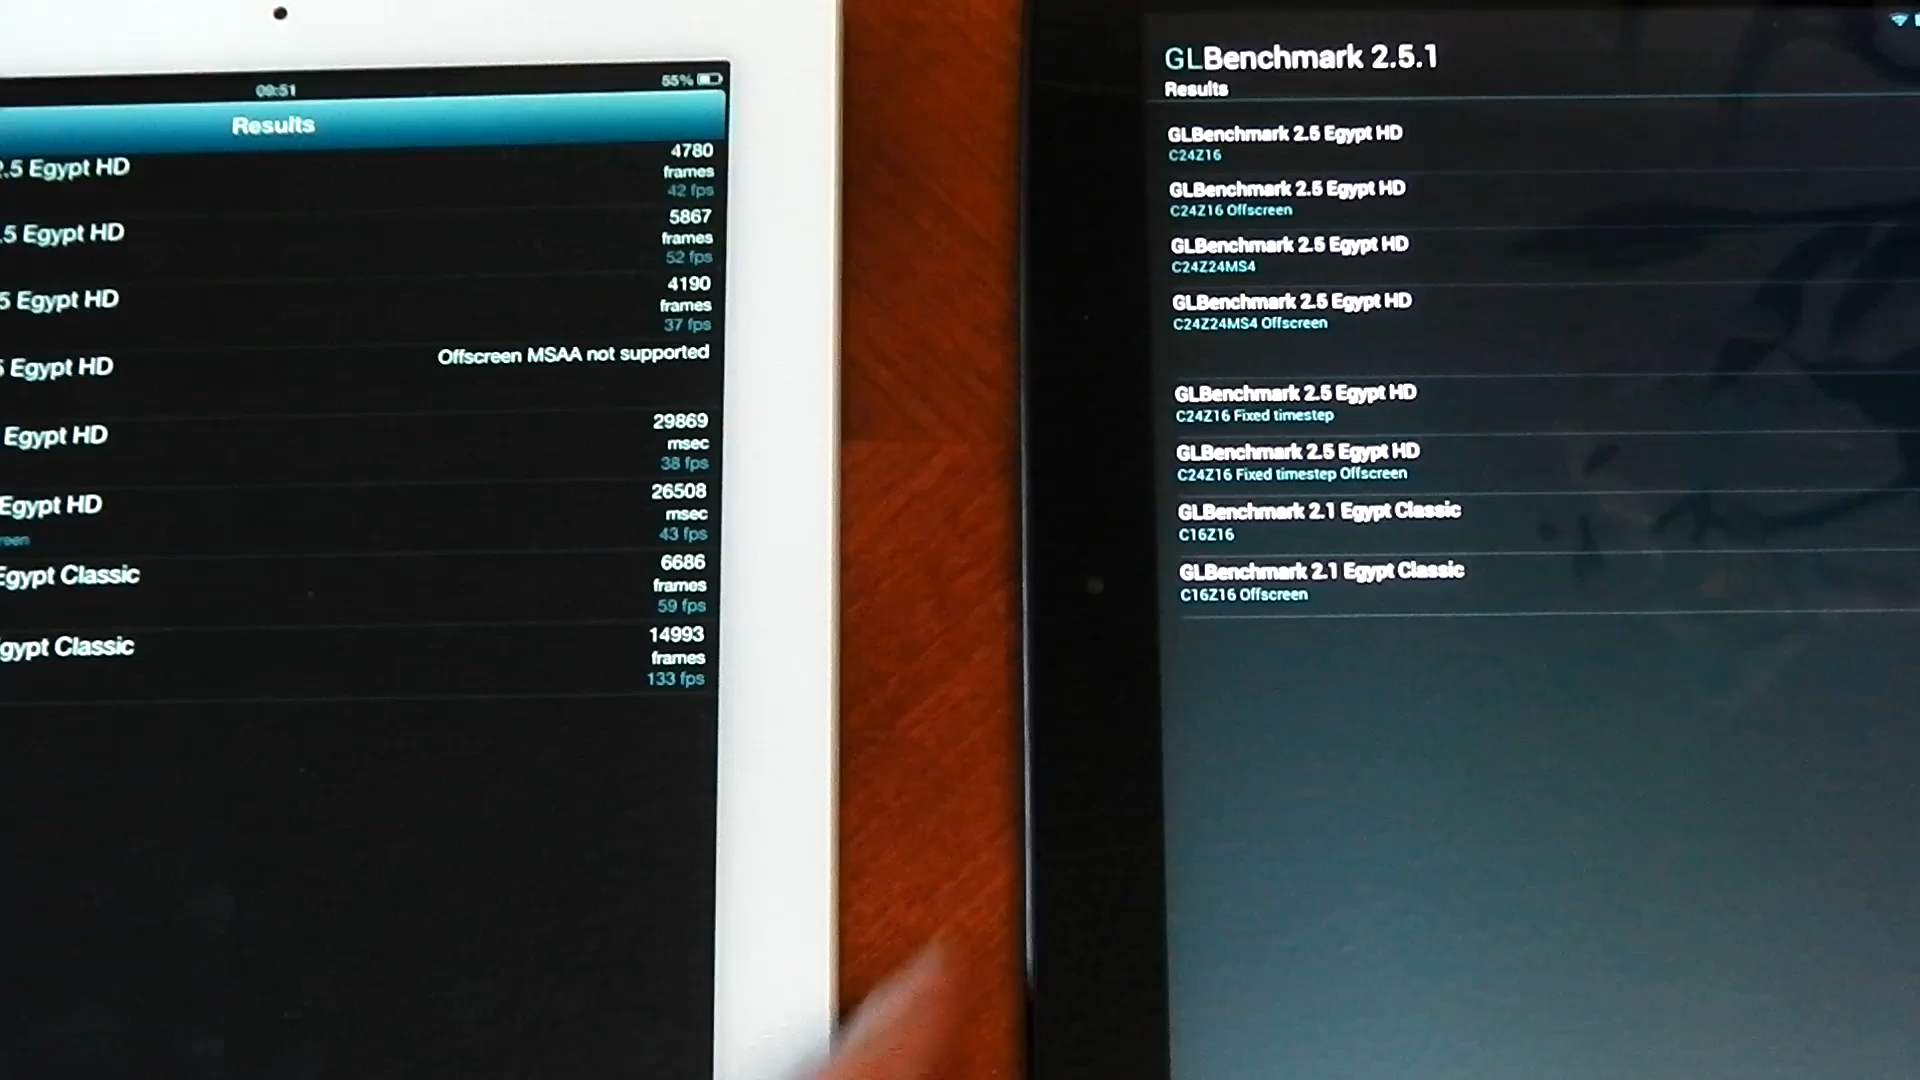 09:51
55%
Results
2.5 Egypt HD
4780
frames
42 fps
.5 Egypt HD
5867
frames
52 fps
5 Egypt HD
4190
frames
37 fps
5 Egypt HD
Offscreen MSAA not supported
Egypt HD
29869
msec
38 fps
Egypt HD
reen
26508
msec
43 fps
Egypt Classic
6686
frames
59 fps
gypt Classic
14993
frames
133 fps
GLBenchmark 2.5.1
Results
GLBenchmark 2.5 Egypt HD
C24Z16
GLBenchmark 2.5 Egypt HD
C24Z16 Offscreen
GLBenchmark 2.5 Egypt HD
C24Z24MS4
GLBenchmark 2.5 Egypt HD
C24Z24MS4 Offscreen
GLBenchmark 2.5 Egypt HD
C24Z16 Fixed timestep
GLBenchmark 2.5 Egypt HD
C24Z16 Fixed timestep Offscreen
GLBenchmark 2.1 Egypt Classic
C16Z16
GLBenchmark 2.1 Egypt Classic
C16Z16 Offscreen